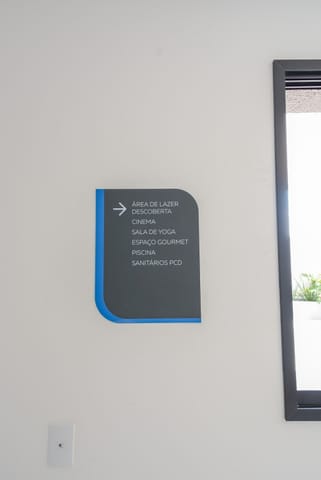 ÁREA DE LAZER
DESCOBERTA
CINEMA
SALA DE YOGA
ESPAÇO GOURMET
PISCINA
SANITÁRIOS PCD